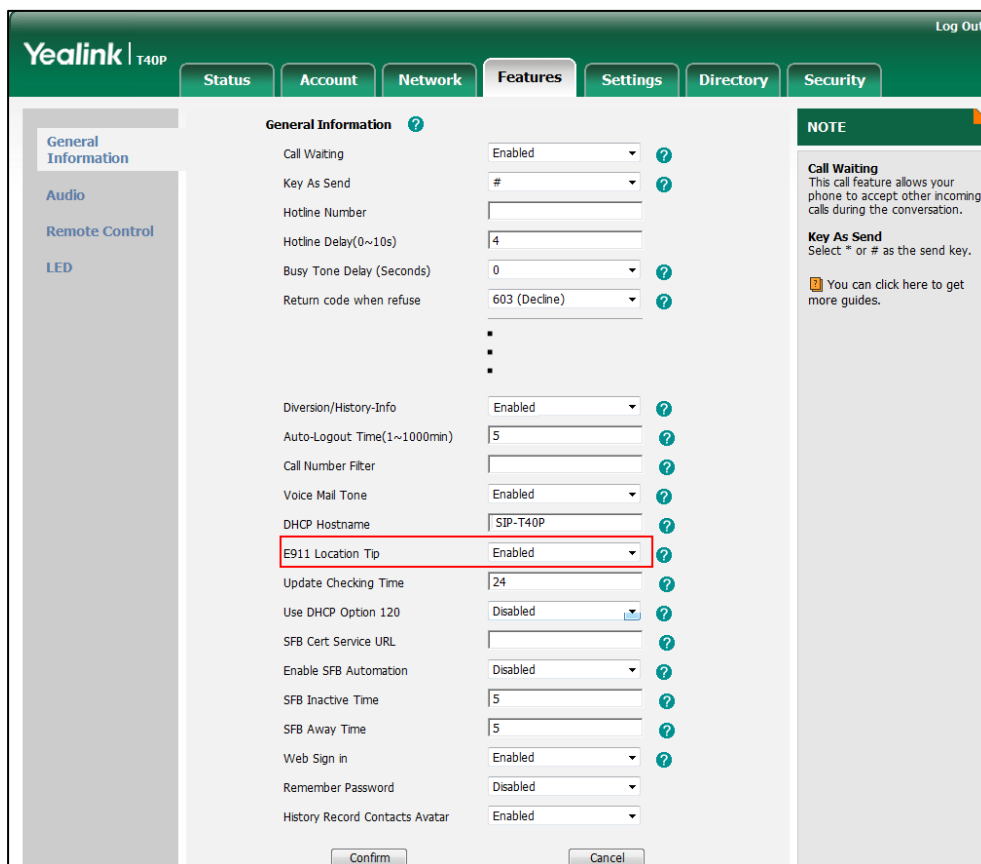 Log Out
Yealink | T40P
Status Account Network Features Settings Directory Security
General Information
Audio
Remote Control
LED
General Information ?
Call Waiting Enabled ?
Key As Send # ?
Hotline Number
Hotline Delay(0~10s) 4
Busy Tone Delay (Seconds) 0 ?
Return code when refuse 603 (Decline) ?
Diversion/History-Info Enabled ?
Auto-Logout Time(1~1000min) 5 ?
Call Number Filter ?
Voice Mail Tone Enabled ?
DHCP Hostname SIP-T40P ?
E911 Location Tip Enabled ?
Update Checking Time 24 ?
Use DHCP Option 120 Disabled ?
SFB Cert Service URL ?
Enable SFB Automation Disabled ?
SFB Inactive Time 5 ?
SFB Away Time 5 ?
Web Sign in Enabled ?
Remember Password Disabled
History Record Contacts Avatar Enabled
Confirm Cancel
NOTE
Call Waiting
This call feature allows your
phone to accept other incoming
calls during the conversation.
Key As Send
Select * or # as the send key.
? You can click here to get
more guides.